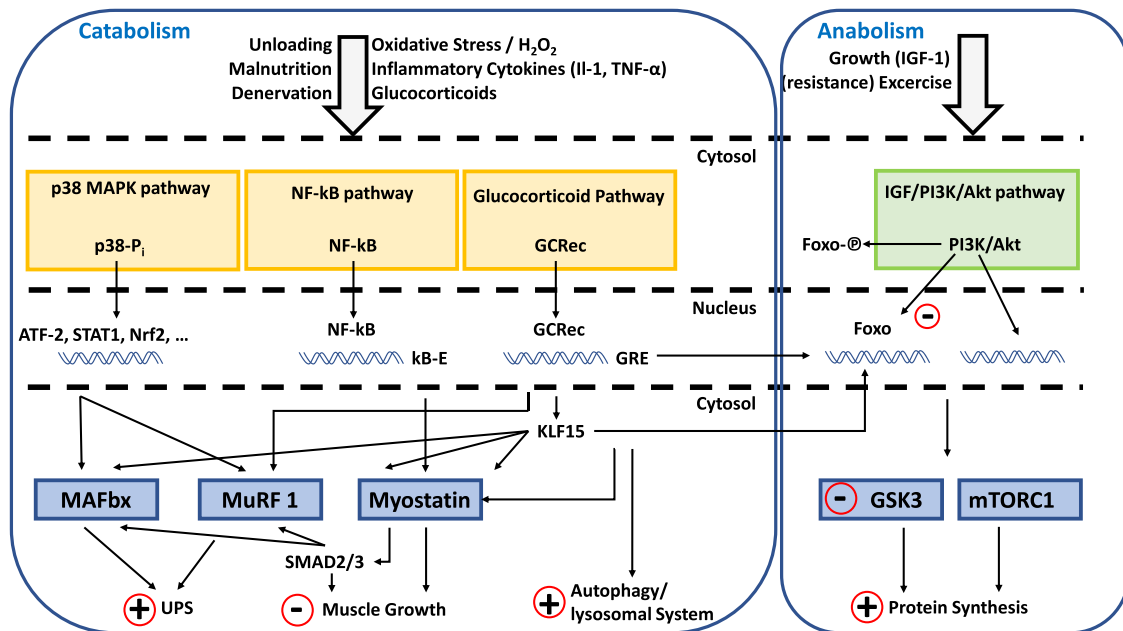 Catabolism
Unloading
Malnutrition
Denervation
Oxidative Stress / H₂O₂
Inflammatory Cytokines (Il-1, TNF-α)
Glucocorticoids
Anabolism
Growth (IGF-1)
(resistance) Excercise
Cytosol
p38 MAPK pathway
p38-Pᵢ
NF-kB pathway
NF-kB
Glucocorticoid Pathway
GCRec
IGF/PI3K/Akt pathway
Foxo-Ⓟ
PI3K/Akt
Nucleus
ATF-2, STAT1, Nrf2, ...
NF-kB
kB-E
GCRec
GRE
Foxo
-
Cytosol
KLF15
MAFbx
MuRF 1
Myostatin
- GSK3
mTORC1
SMAD2/3
+ UPS
- Muscle Growth
+ Autophagy/
lysosomal System
+ Protein Synthesis